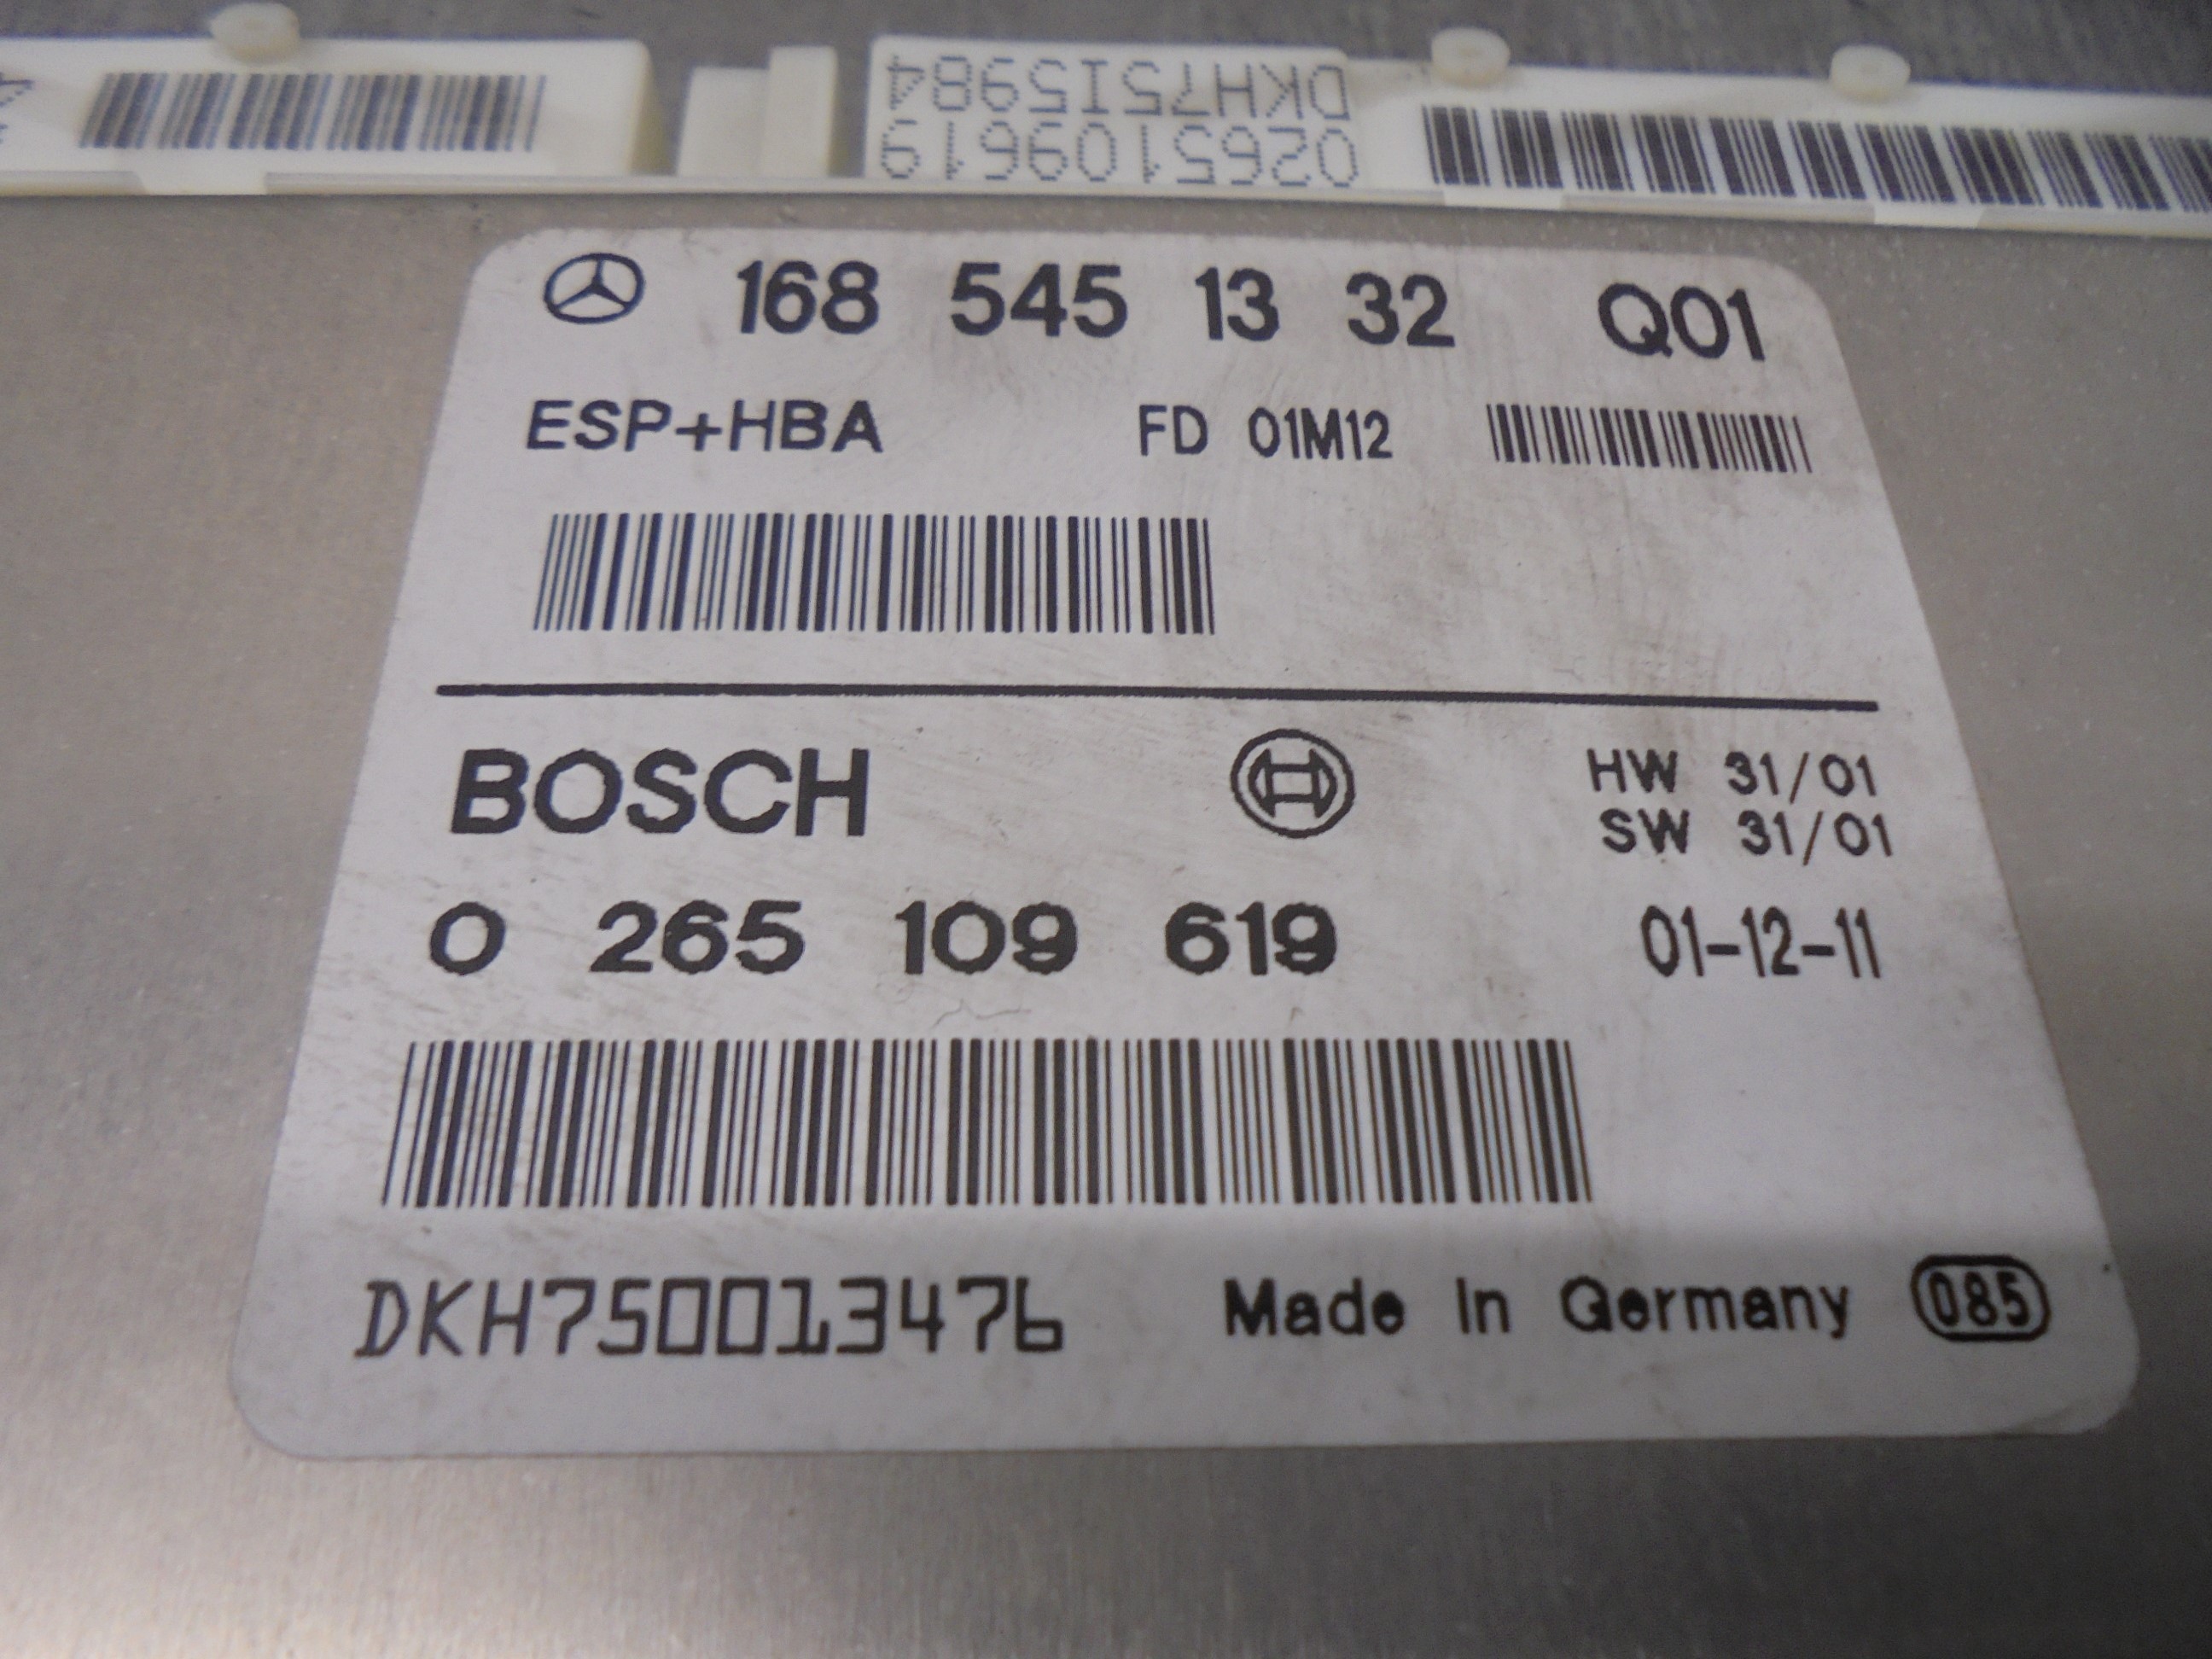 DKH75I5984
0265109619
168 545 13 32 Q01
ESP+HBA FD 01M12
BOSCH
HW 31/01
SW 31/01
0 265 109 619 01-12-11
DKH750013476 Made In Germany 085